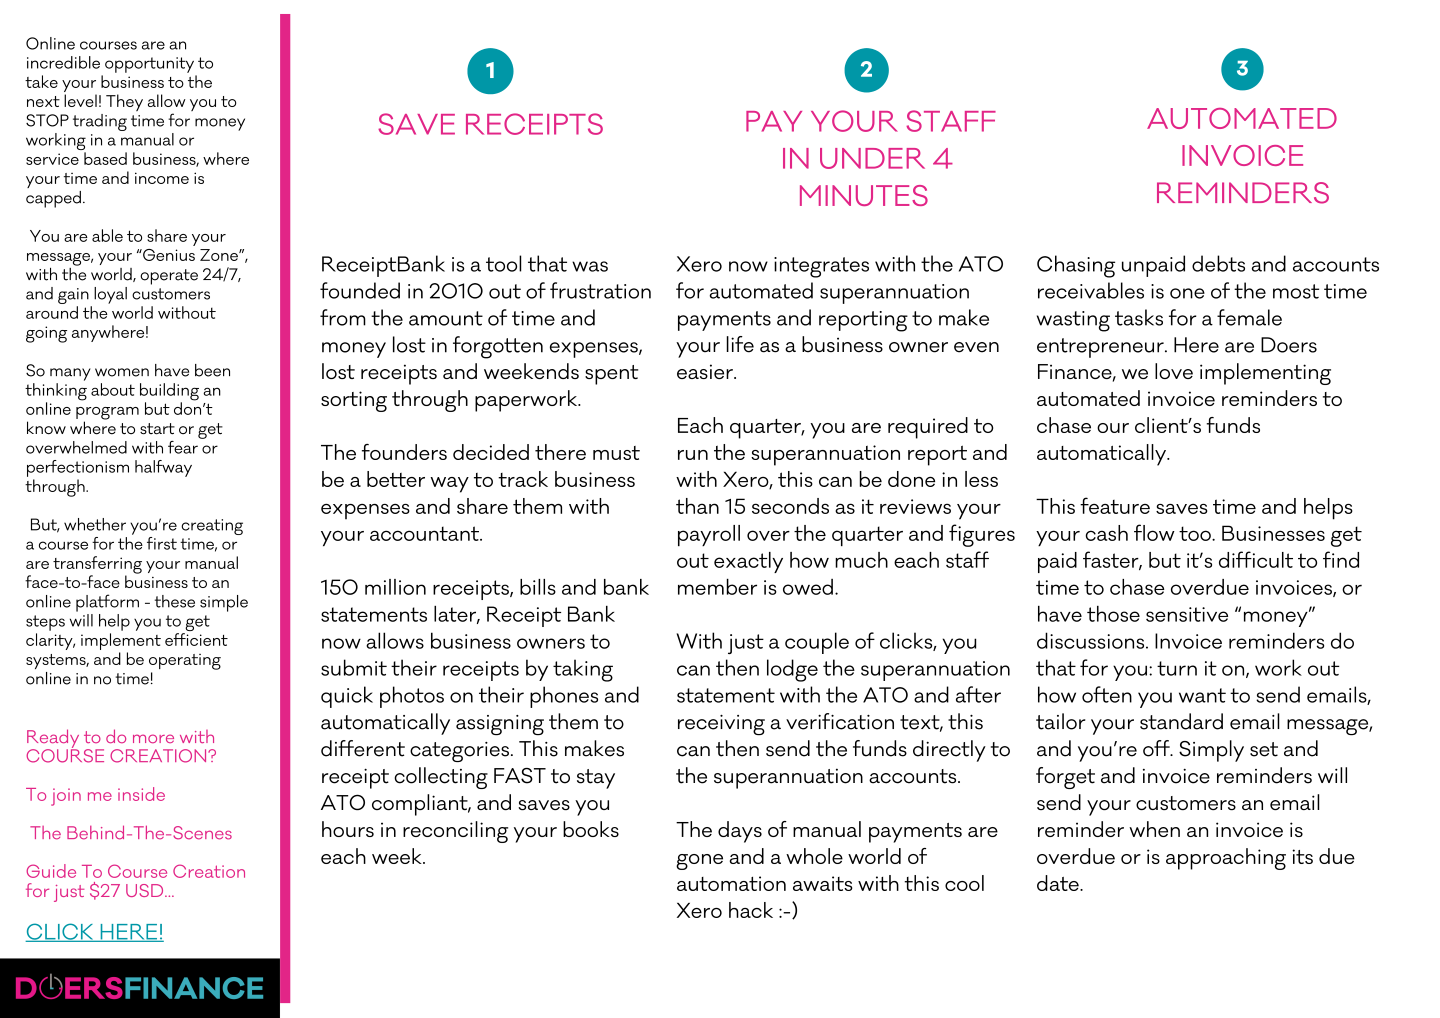 Online courses are an
incredible opportunity to
take your business to the
next level! They allow you to
STOP trading time for money
working in a manual or
service based business, where
your time and income is
capped.
You are able to share your
message, your “Genius Zone”,
with the world, operate 24/7,
and gain loyal customers
around the world without
going anywhere!
So many women have been
thinking about building an
online program but don’t
know where to start or get
overwhelmed with fear or
perfectionism halfway
through.
But, whether you’re creating
a course for the first time, or
are transferring your manual
face-to-face business to an
online platform - these simple
steps will help you to get
clarity, implement efficient
systems, and be operating
online in no time!
Ready to do more with
COURSE CREATION?
To join me inside
The Behind-The-Scenes
Guide To Course Creation
for just $27 USD...
CLICK HERE!
DOERSFINANCE
1
SAVE RECEIPTS
ReceiptBank is a tool that was
founded in 2010 out of frustration
from the amount of time and
money lost in forgotten expenses,
lost receipts and weekends spent
sorting through paperwork.
The founders decided there must
be a better way to track business
expenses and share them with
your accountant.
150 million receipts, bills and bank
statements later, Receipt Bank
now allows business owners to
submit their receipts by taking
quick photos on their phones and
automatically assigning them to
different categories. This makes
receipt collecting FAST to stay
ATO compliant, and saves you
hours in reconciling your books
each week.
2
PAY YOUR STAFF
IN UNDER 4
MINUTES
Xero now integrates with the ATO
for automated superannuation
payments and reporting to make
your life as a business owner even
easier.
Each quarter, you are required to
run the superannuation report and
with Xero, this can be done in less
than 15 seconds as it reviews your
payroll over the quarter and figures
out exactly how much each staff
member is owed.
With just a couple of clicks, you
can then lodge the superannuation
statement with the ATO and after
receiving a verification text, this
can then send the funds directly to
the superannuation accounts.
The days of manual payments are
gone and a whole world of
automation awaits with this cool
Xero hack :-)
3
AUTOMATED
INVOICE
REMINDERS
Chasing unpaid debts and accounts
receivables is one of the most time
wasting tasks for a female
entrepreneur. Here are Doers
Finance, we love implementing
automated invoice reminders to
chase our client’s funds
automatically.
This feature saves time and helps
your cash flow too. Businesses get
paid faster, but it’s difficult to find
time to chase overdue invoices, or
have those sensitive “money”
discussions. Invoice reminders do
that for you: turn it on, work out
how often you want to send emails,
tailor your standard email message,
and you’re off. Simply set and
forget and invoice reminders will
send your customers an email
reminder when an invoice is
overdue or is approaching its due
date.